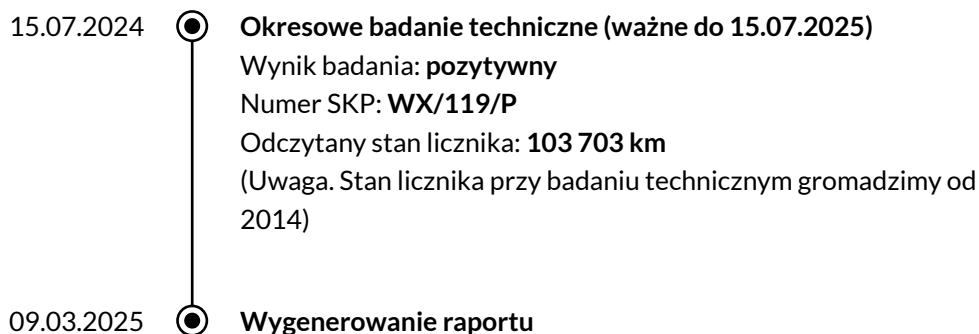 15.07.2024 Okresowe badanie techniczne (ważne do 15.07.2025)
Wynik badania: pozytywny
Numer SKP: WX/119/P
Odczytany stan licznika: 103 703 km
(Uwaga. Stan licznika przy badaniu technicznym gromadzimy od
2014)
09.03.2025 Wygenerowanie raportu